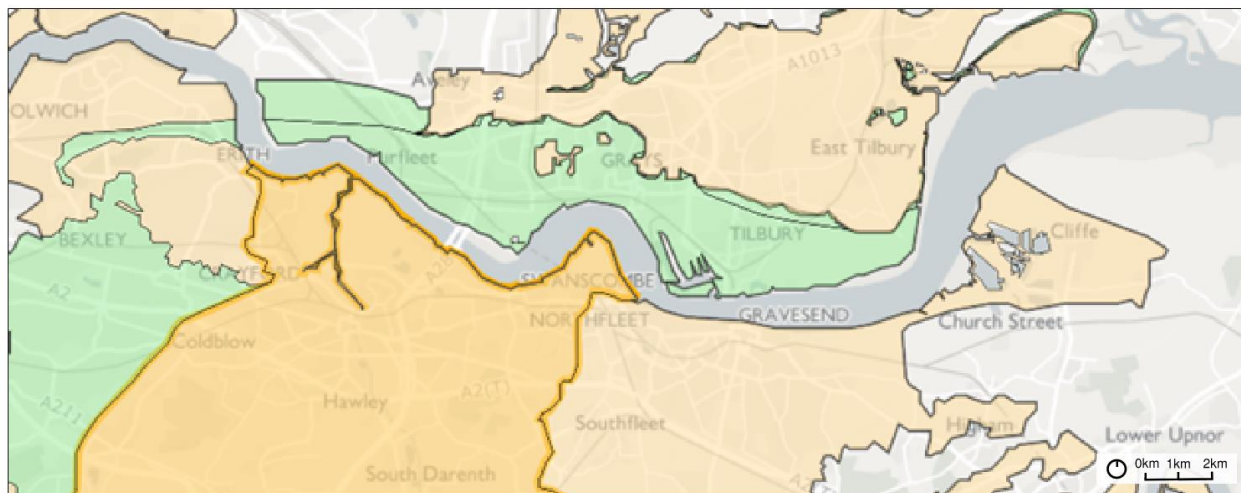 A1013
Aveley
OLWICH
ERITH
Purfleet
GRAYS
East Tilbury
BEXLEY
TILBURY
Cliffe
CRAYFORD
A2
SWANSCOMBE
NORTHFLEET
GRAVESEND
Church Street
Coldblow
Hawley
A2(T)
A211
Southfleet
Higham
Lower Upnor
South Darenth
0km 1km 2km